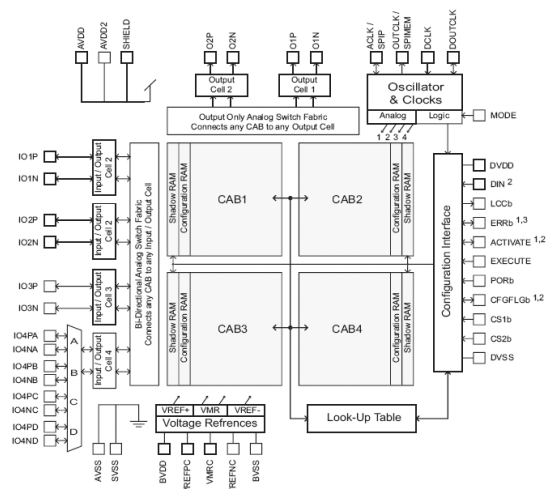 AVDD
AVDD2
SHIELD
O2P
O2N
O1P
O1N
ACLK /
SPIP
OUTCLK /
SPIMEM
DCLK
DOUTCLK
Output
Cell 2
Output
Cell 1
Oscillator
& Clocks
Analog
Logic
1 2 3 4
MODE
Output Only Analog Switch Fabric
Connects any CAB to any Output Cell
IO1P
IO1N
IO2P
IO2N
IO3P
IO3N
IO4PA
IO4NA
IO4PB
IO4NB
IO4PC
IO4NC
IO4PD
IO4ND
A
B
C
D
Input / Output
Cell 2
Input / Output
Cell 2
Input / Output
Cell 3
Input / Output
Cell 4
Bi-Directional Analog Switch Fabric
Connects any CAB to any Input / Output Cell
Shadow RAM
Configuration RAM
CAB1
CAB2
Configuration RAM
Shadow RAM
Shadow RAM
Configuration RAM
CAB3
CAB4
Configuration RAM
Shadow RAM
Configuration Interface
DVDD
DIN 2
LCCb
ERRb 1,3
ACTIVATE 1,2
EXECUTE
PORb
CFGFLGb 1,2
CS1b
CS2b
DVSS
VREF+
VMR
VREF-
Voltage Refrences
Look-Up Table
AVSS
SVSS
BVDD
VREFPC
VMRC
VREFNC
BVSS